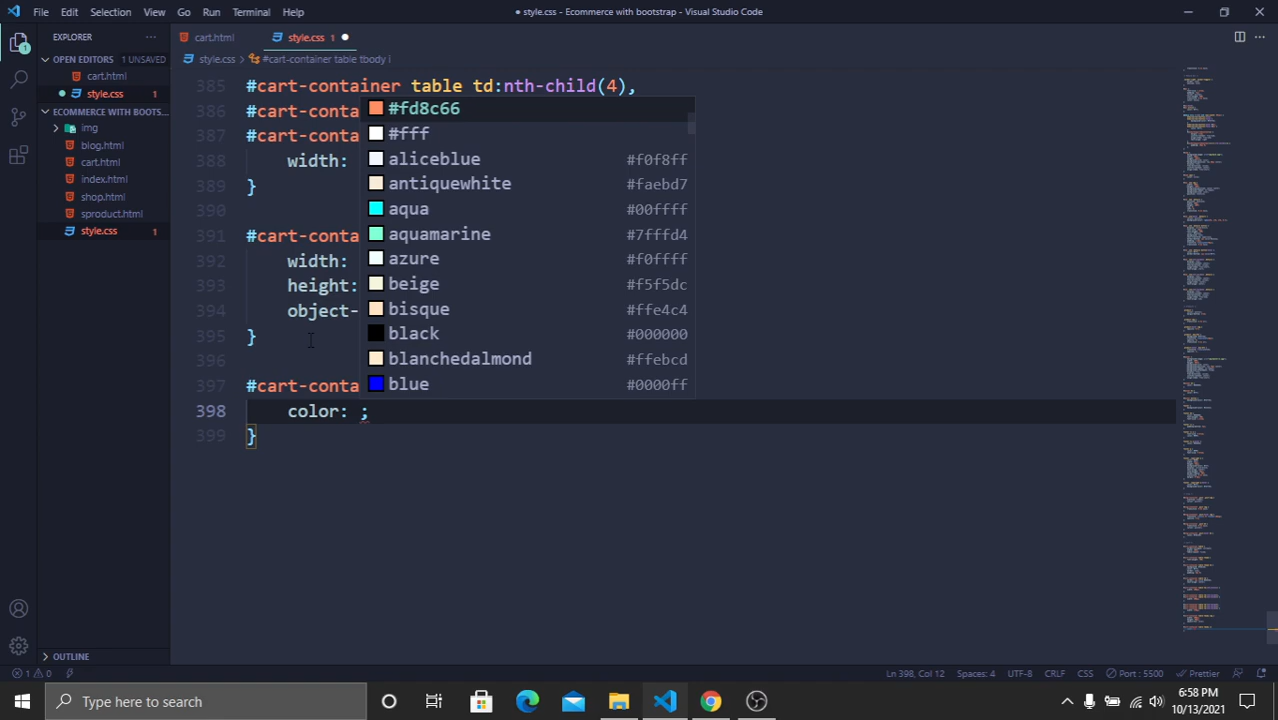 File Edit Selection View Go Run Terminal Help
● style.css - Ecommerce with bootstrap - Visual Studio Code
EXPLORER
cart.html
style.css 1
style.css > #cart-container table tbody i
OPEN EDITORS 1 UNSAVED
cart.html
style.css 1
ECOMMERCE WITH BOOTS...
img
blog.html
cart.html
index.html
shop.html
sproduct.html
style.css 1
OUTLINE
385 #cart-container table td:nth-child(4),
386 #cart-conta
387 #cart-conta
388 width:
389 }
390
391 #cart-conta
392 width:
393 height:
394 object-
395 }
396
397 #cart-conta
398 color: ;
399 }
#fd8c66
#fff
aliceblue #f0f8ff
antiquewhite #faebd7
aqua #00ffff
aquamarine #7fffd4
azure #f0ffff
beige #f5f5dc
bisque #ffe4c4
black #000000
blanchedalmond #ffebcd
blue #0000ff
1 0
Ln 398, Col 12 Spaces: 4 UTF-8 CRLF CSS Port : 5500 Prettier
Type here to search
6:58 PM
10/13/2021